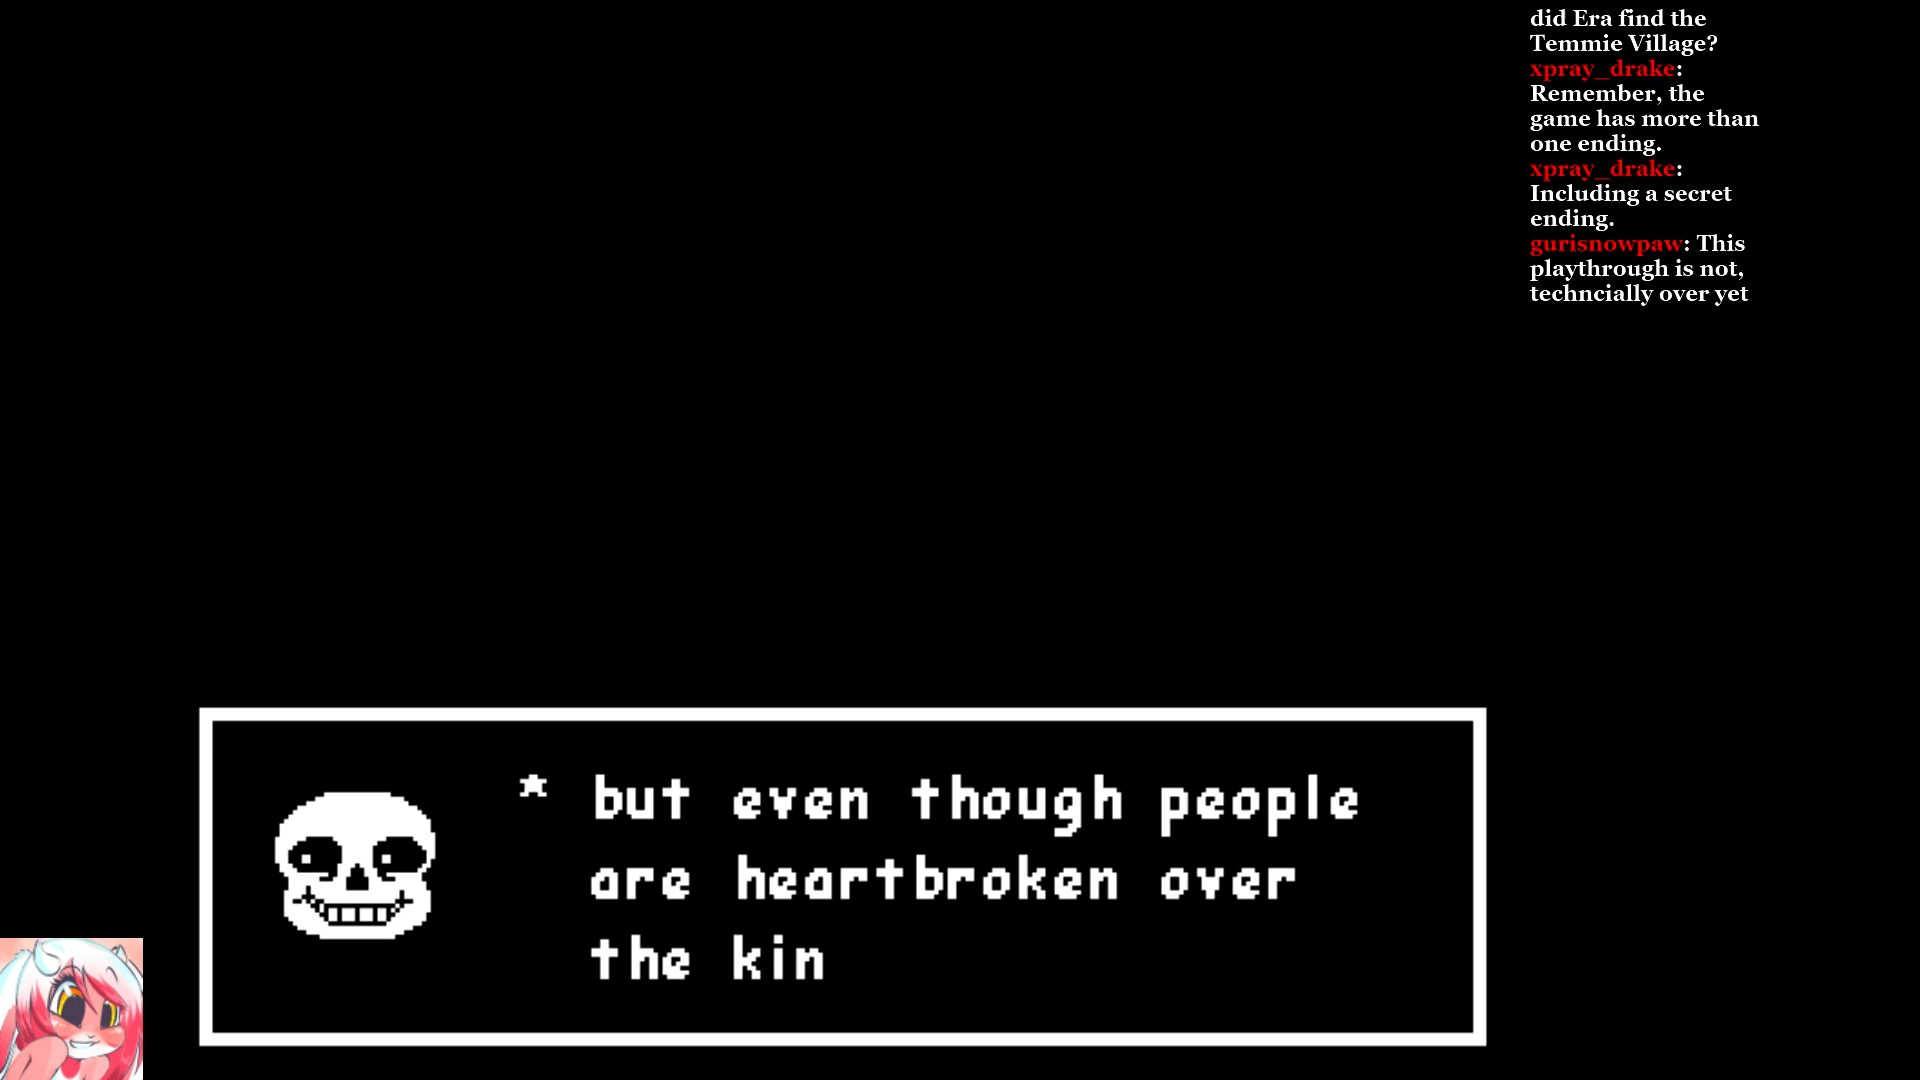 did Era find the
Temmie Village?
xpray_drake:
Remember, the
game has more than
one ending.
xpray_drake:
Including a secret
ending.
gurisnowpaw: This
playthrough is not,
techncially over yet
* but even though people
are heartbroken over
the kin